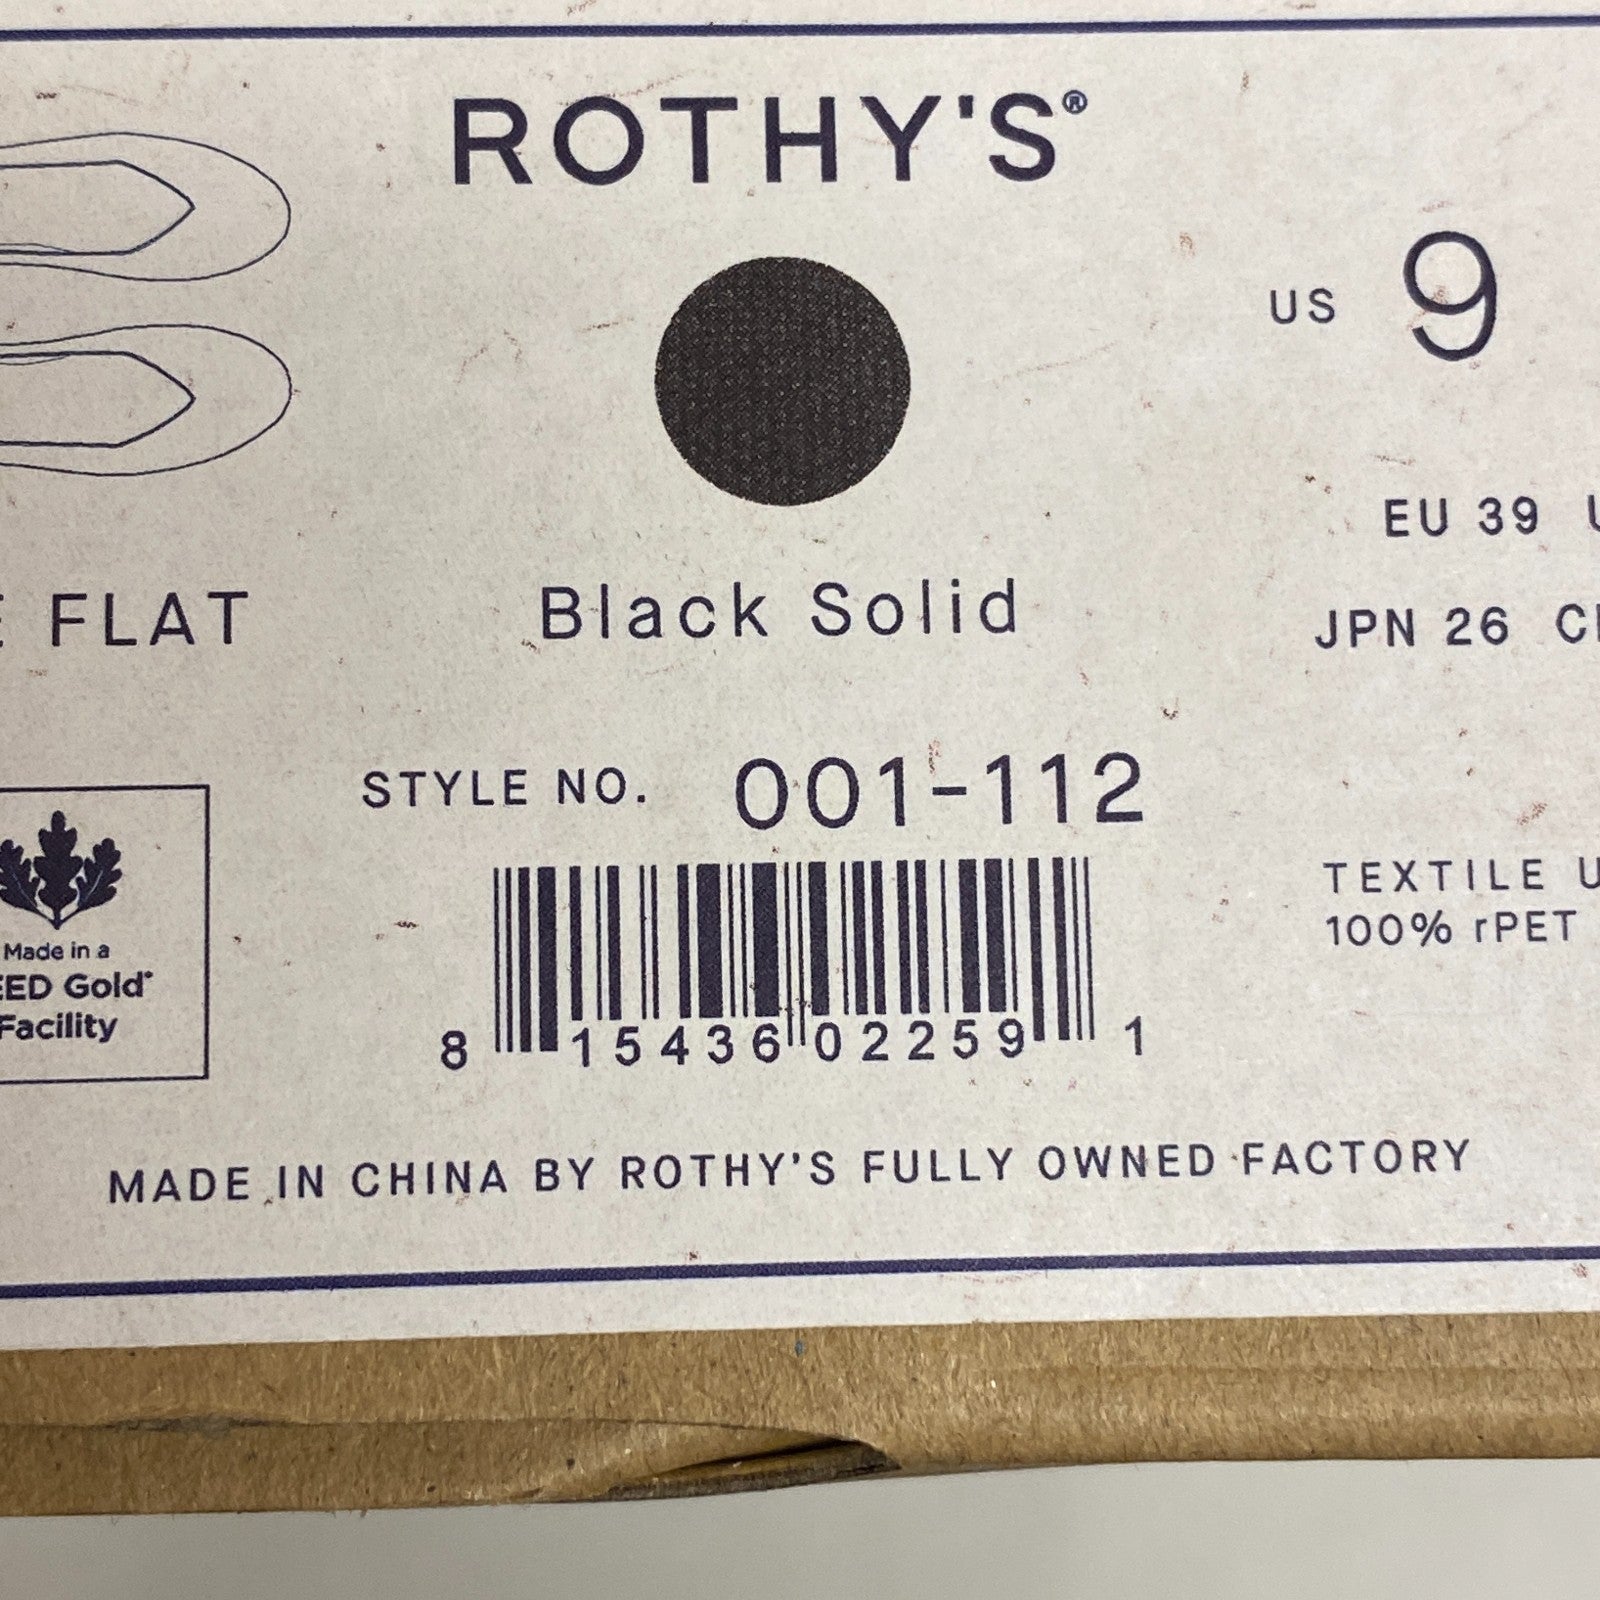 ROTHY'S®
US 9
EU 39
JPN 26
FLAT
Black Solid
STYLE NO. 001-112
TEXTILE
100% rPET
Made in a
Gold®
Facility
8 15436 02259 1
MADE IN CHINA BY ROTHY'S FULLY OWNED FACTORY